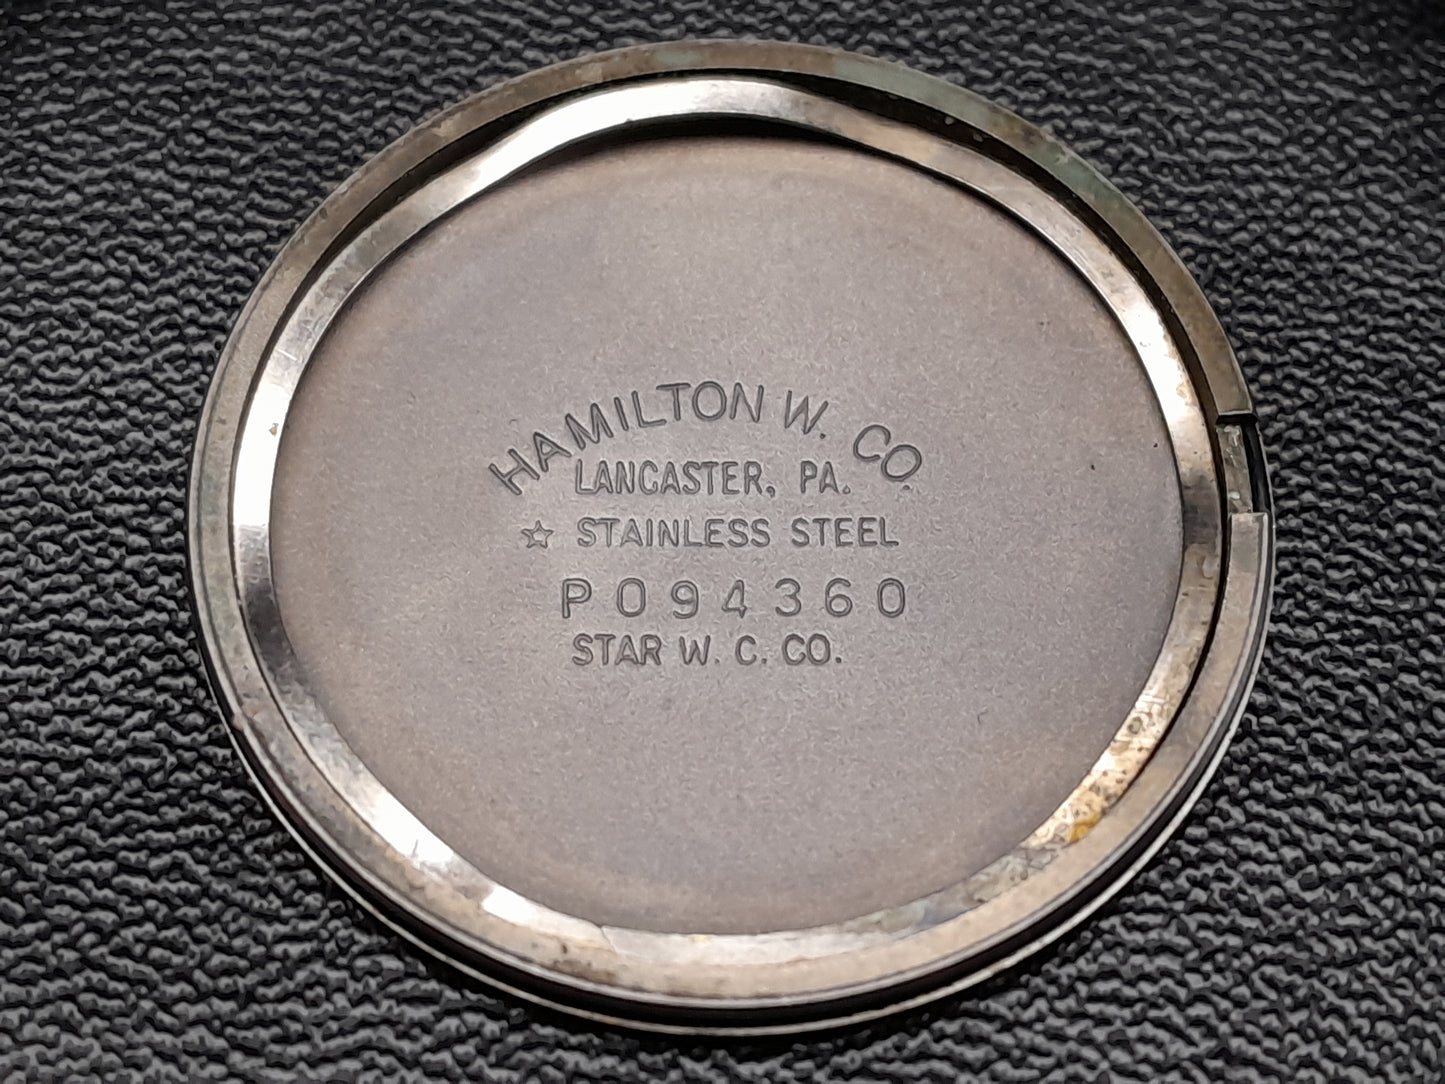 HAMILTON W. CO.
LANCASTER, PA.
☆ STAINLESS STEEL
P094360
STAR W. C. CO.